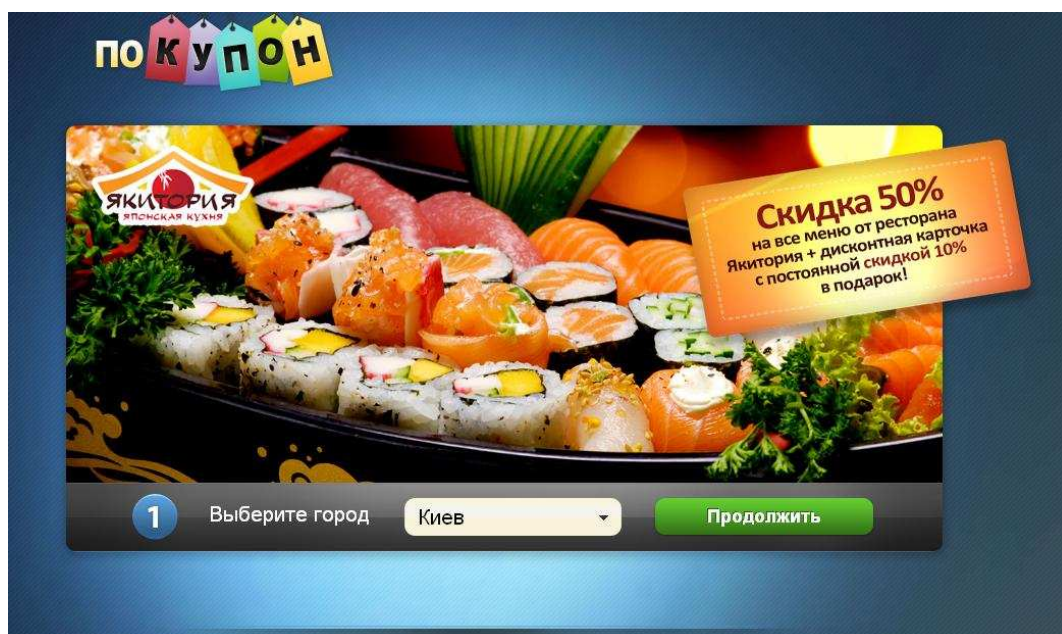 поКУПОН
ЯКИТОРИЯ
ЯПОНСКАЯ КУХНЯ
Скидка 50%
на все меню от ресторана
Якитория + дисконтная карточка
с постоянной скидкой 10%
в подарок!
1 Выберите город Киев Продолжить